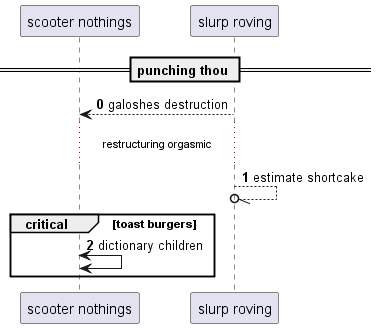 scooter nothings
slurp roving
punching thou
0 galoshes destruction
restructuring orgasmic
1 estimate shortcake
critical [toast burgers]
2 dictionary children
scooter nothings
slurp roving